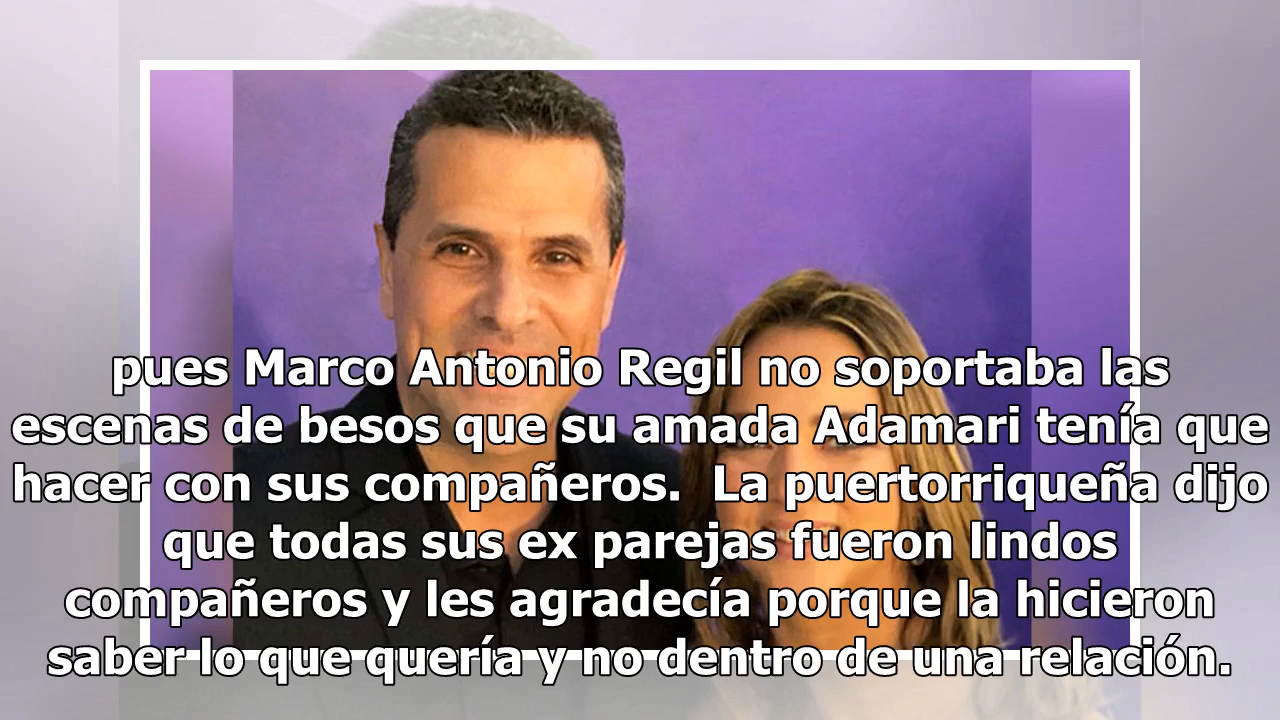 pues Marco Antonio Regil no soportaba las
escenas de besos que su amada Adamari tenía que
hacer con sus compañeros.  La puertorriqueña dijo
que todas sus ex parejas fueron lindos
compañeros y les agradecía porque la hicieron
saber lo que quería y no dentro de una relación.